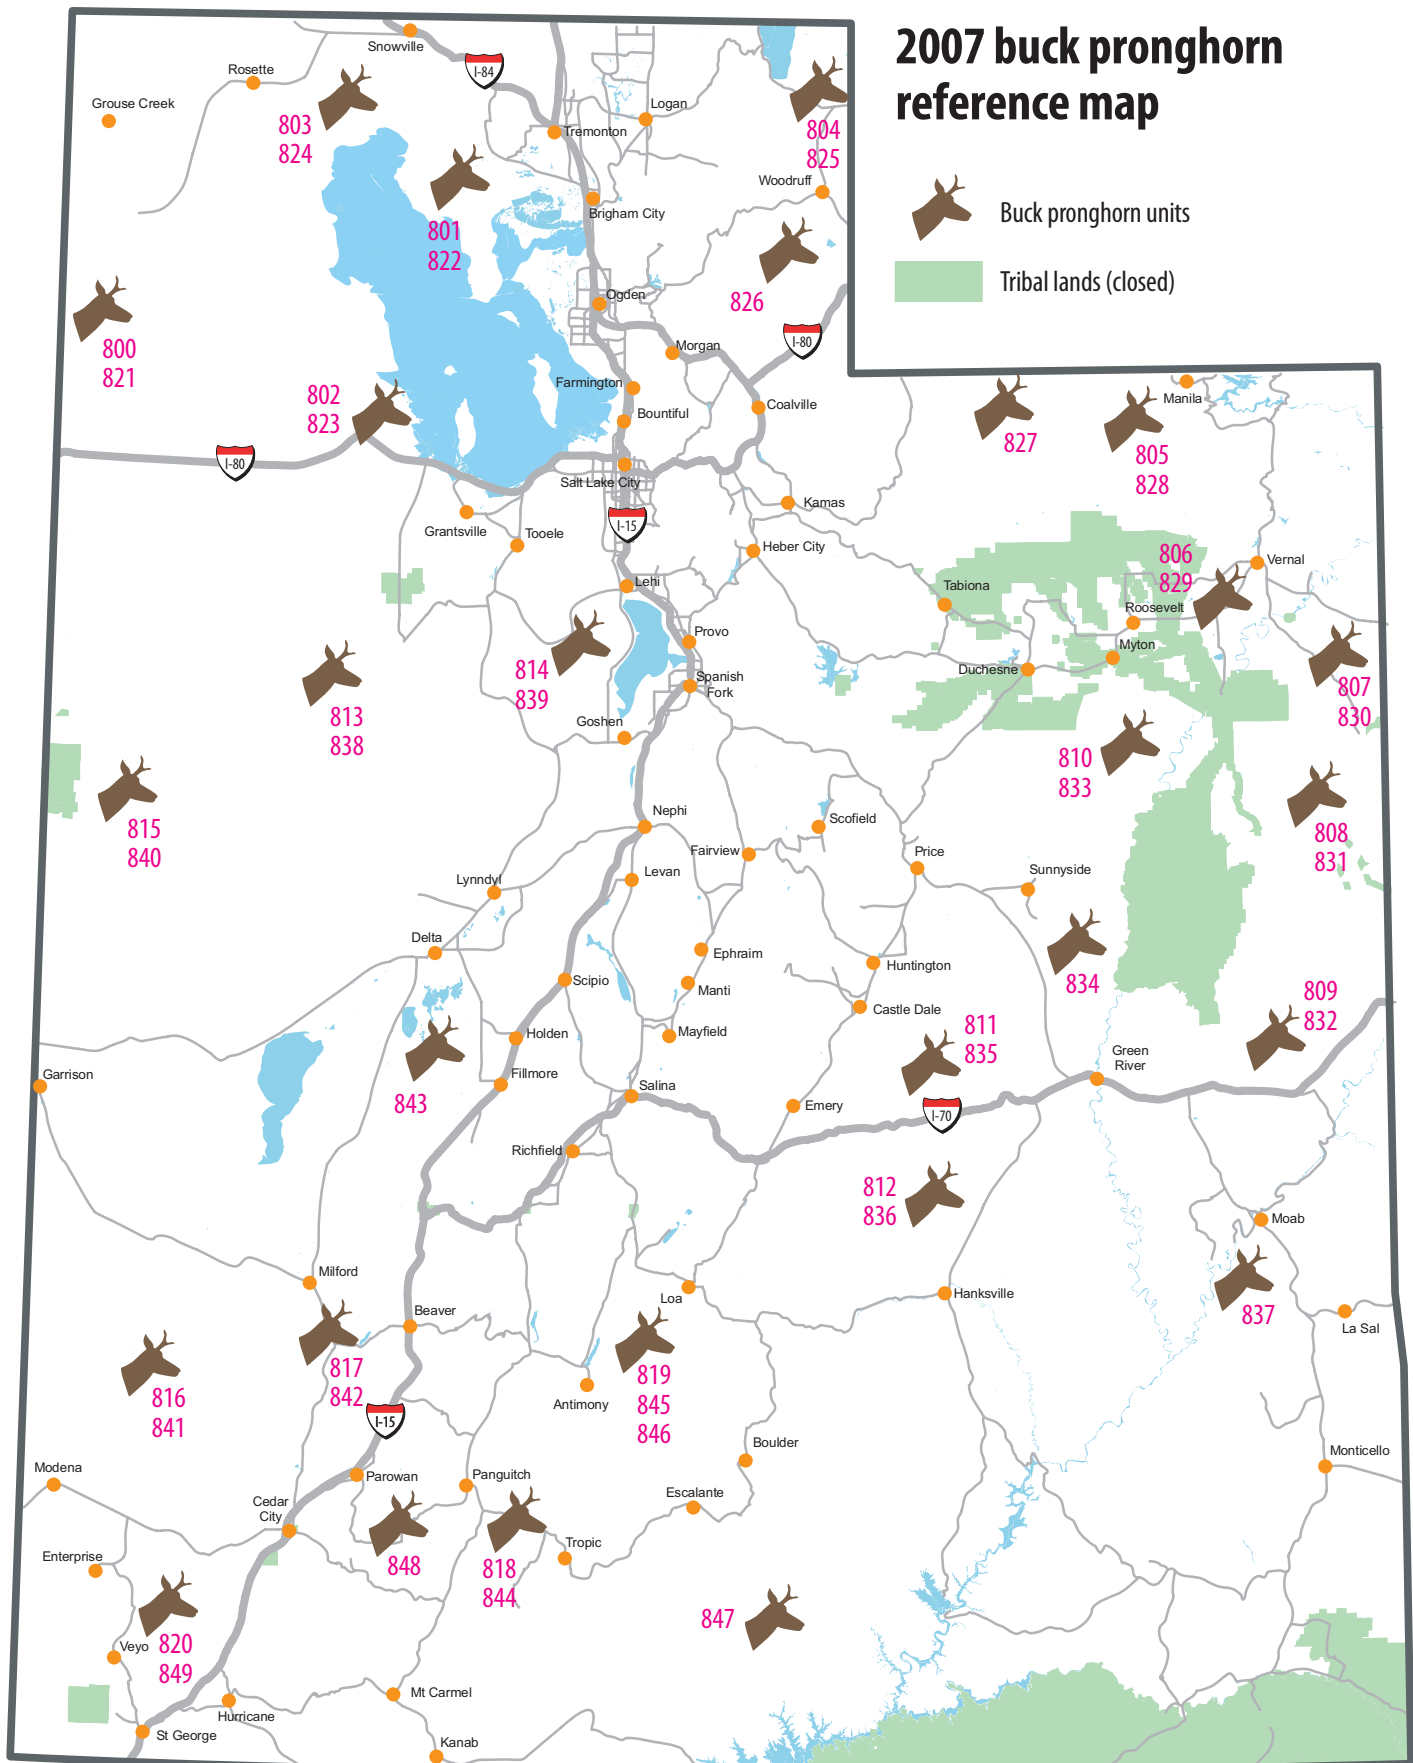 2007 buck pronghorn
reference map
Buck pronghorn units
Tribal lands (closed)
Snowville
I-84
Rosette
Grouse Creek
Logan
803
824
Tremonton
804
825
Woodruff
Brigham City
801
822
826
Ogden
I-80
800
821
Morgan
802
823
Farmington
Coalville
Bountiful
Manila
827
805
828
I-80
Salt Lake City
Kamas
Grantsville
Tooele
I-15
Heber City
806
829
Vernal
Lehi
Tabiona
Roosevelt
Provo
Myton
814
839
Duchesne
Spanish
Fork
807
830
813
838
Goshen
810
833
815
840
Nephi
Scofield
808
831
Fairview
Price
Levan
Sunnyside
Lynndyl
Delta
Ephraim
Huntington
834
Scipio
Manti
809
832
Castle Dale
811
835
Holden
Mayfield
Green
River
Garrison
Fillmore
Salina
843
Emery
I-70
Richfield
812
836
Moab
Milford
Loa
Hanksville
837
Beaver
La Sal
817
842
819
845
846
816
841
Antimony
I-15
Boulder
Monticello
Modena
Parowan
Panguitch
Escalante
Cedar
City
Tropic
Enterprise
848
818
844
847
Veyo
820
849
Mt Carmel
Hurricane
St George
Kanab